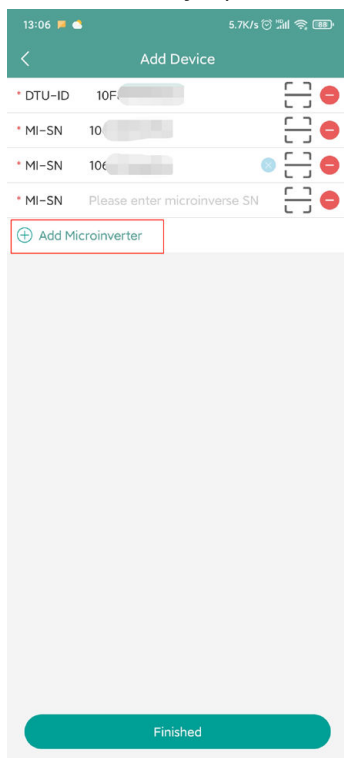 13:06 5.7K/s 88
Add Device
* DTU-ID 10F
* MI-SN 10
* MI-SN 106
* MI-SN Please enter microinverse SN
Add Microinverter
Finished